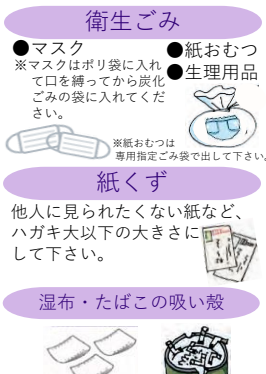 衛生ごみ
●マスク
※マスクはポリ袋に入れ
て口を縛ってから炭化
ごみの袋に入れてくだ
さい。
●紙おむつ
●生理用品
※紙おむつは
専用指定ごみ袋で出して下さい。
紙くず
他人に見られたくない紙など、
ハガキ大以下の大きさに
して下さい。
湿布・たばこの吸い殻